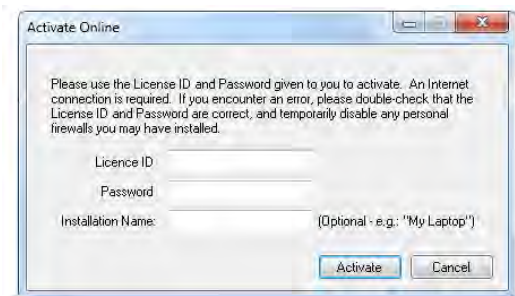 Activate Online
Please use the License ID and Password given to you to activate. An Internet
connection is required. If you encounter an error, please double-check that the
License ID and Password are correct, and temporarily disable any personal
firewalls you may have installed.
Licence ID
Password
Installation Name: (Optional - e.g.: "My Laptop")
Activate Cancel